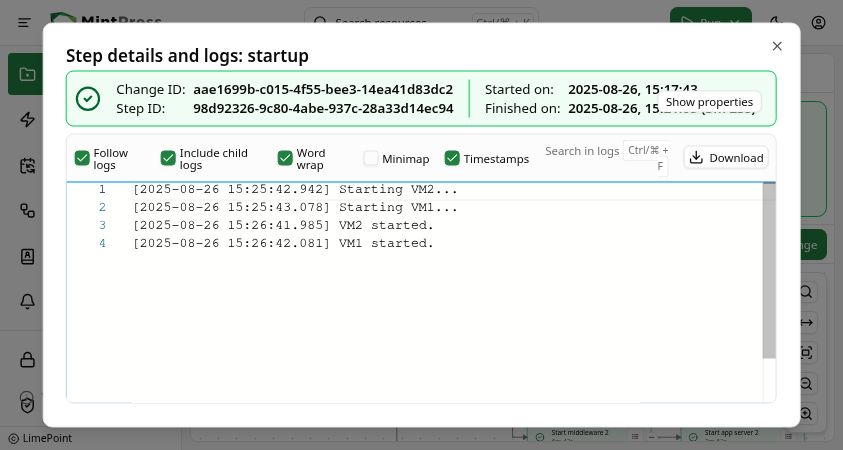 MintPress
Search resources
Ctrl/⌘ + K
Run
Step details and logs: startup
Change ID: aae1699b-c015-4f55-bee3-14ea41d83dc2
Started on: 2025-08-26, 15:17:43
Step ID: 98d92326-9c80-4abe-937c-28a33d14ec94
Finished on: 2025-08-26,
Show properties
Follow logs
Include child logs
Word wrap
Minimap
Timestamps
Search in logs Ctrl/⌘ + F
Download
1 [2025-08-26 15:25:42.942] Starting VM2...
2 [2025-08-26 15:25:43.078] Starting VM1...
3 [2025-08-26 15:26:41.985] VM2 started.
4 [2025-08-26 15:26:42.081] VM1 started.
nge
© LimePoint
Start middleware 2
Start app server 2